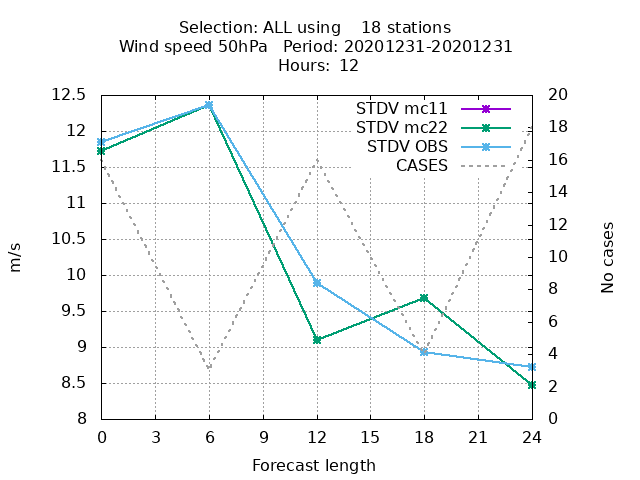 Selection: ALL using    18 stations
Wind speed 50hPa   Period: 20201231-20201231
Hours: 12
STDV mc11
STDV mc22
STDV OBS
CASES
12.5
12
11.5
11
10.5
10
9.5
9
8.5
8
20
18
16
14
12
10
8
6
4
2
0
m/s
No cases
0 3 6 9 12 15 18 21 24
Forecast length